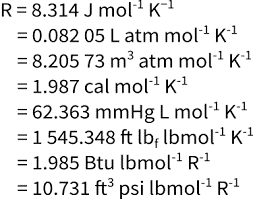 R = 8.314 J mol⁻¹ K⁻¹
= 0.082 05 L atm mol⁻¹ K⁻¹
= 8.205 73 m³ atm mol⁻¹ K⁻¹
= 1.987 cal mol⁻¹ K⁻¹
= 62.363 mmHg L mol⁻¹ K⁻¹
= 1 545.348 ft lb_f lbmol⁻¹ K⁻¹
= 1.985 Btu lbmol⁻¹ R⁻¹
= 10.731 ft³ psi lbmol⁻¹ R⁻¹